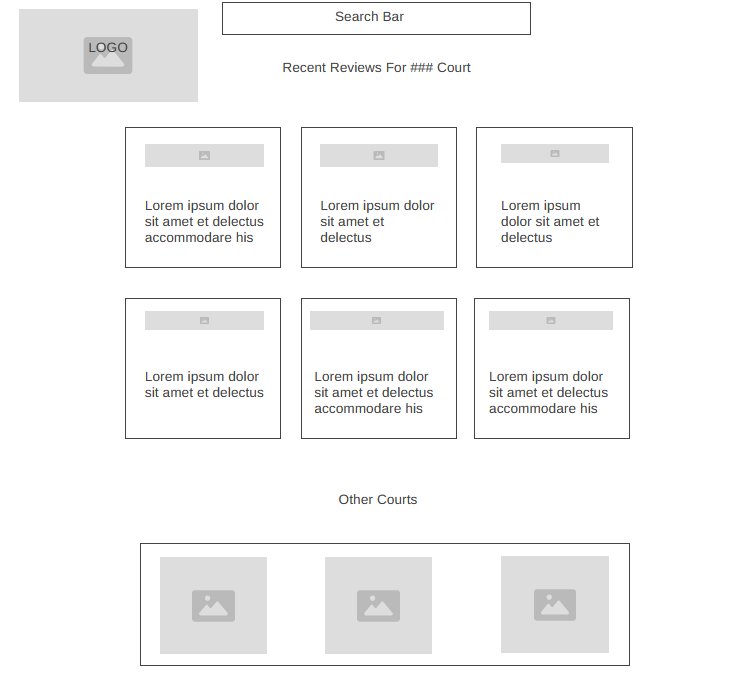 Search Bar
LOGO
Recent Reviews For ### Court
Lorem ipsum dolor
sit amet et delectus
accommodare his
Lorem ipsum dolor
sit amet et
delectus
Lorem ipsum
dolor sit amet et
delectus
Lorem ipsum dolor
sit amet et delectus
Lorem ipsum dolor
sit amet et delectus
accommodare his
Lorem ipsum dolor
sit amet et delectus
accommodare his
Other Courts